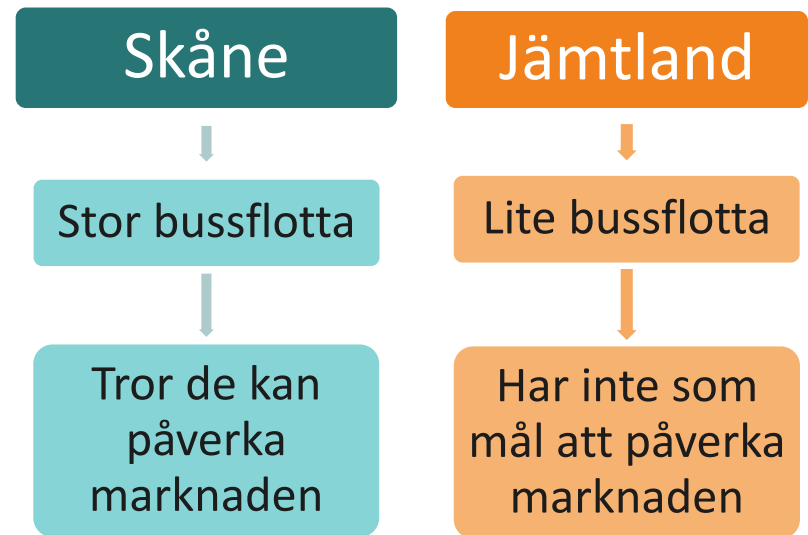 Skåne
Stor bussflotta
Tror de kan
påverka
marknaden
Jämtland
Lite bussflotta
Har inte som
mål att påverka
marknaden